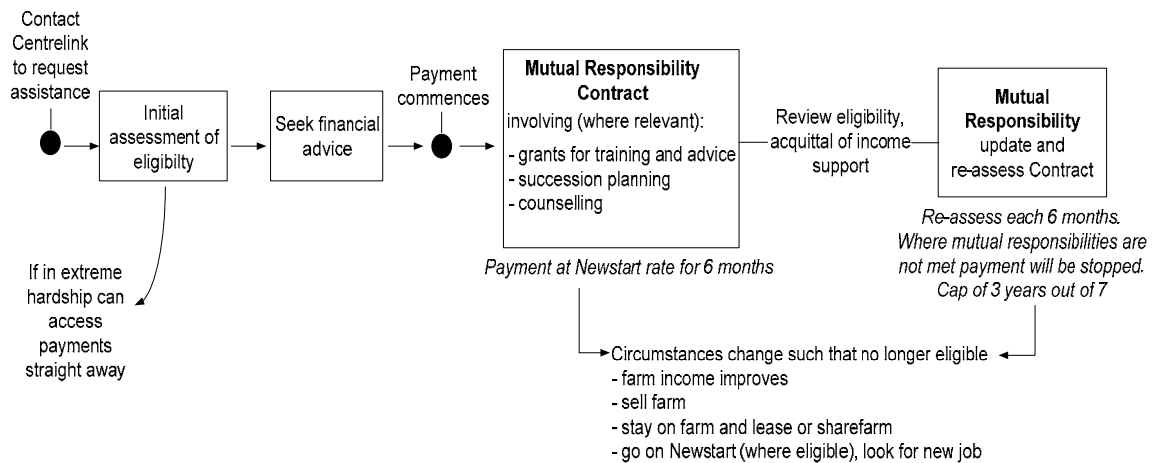 Contact
Centrelink
to request
assistance
Initial
assessment of
eligibilty
If in extreme
hardship can
access
payments
straight away
Seek financial
advice
Payment
commences
Mutual Responsibility
Contract
involving (where relevant):
- grants for training and advice
- succession planning
- counselling
Payment at Newstart rate for 6 months
Review eligibility,
acquittal of income
support
Mutual
Responsibility
update and
re-assess Contract
Re-assess each 6 months.
Where mutual responsibilities are
not met payment will be stopped.
Cap of 3 years out of 7
Circumstances change such that no longer eligible
- farm income improves
- sell farm
- stay on farm and lease or sharefarm
- go on Newstart (where eligible), look for new job